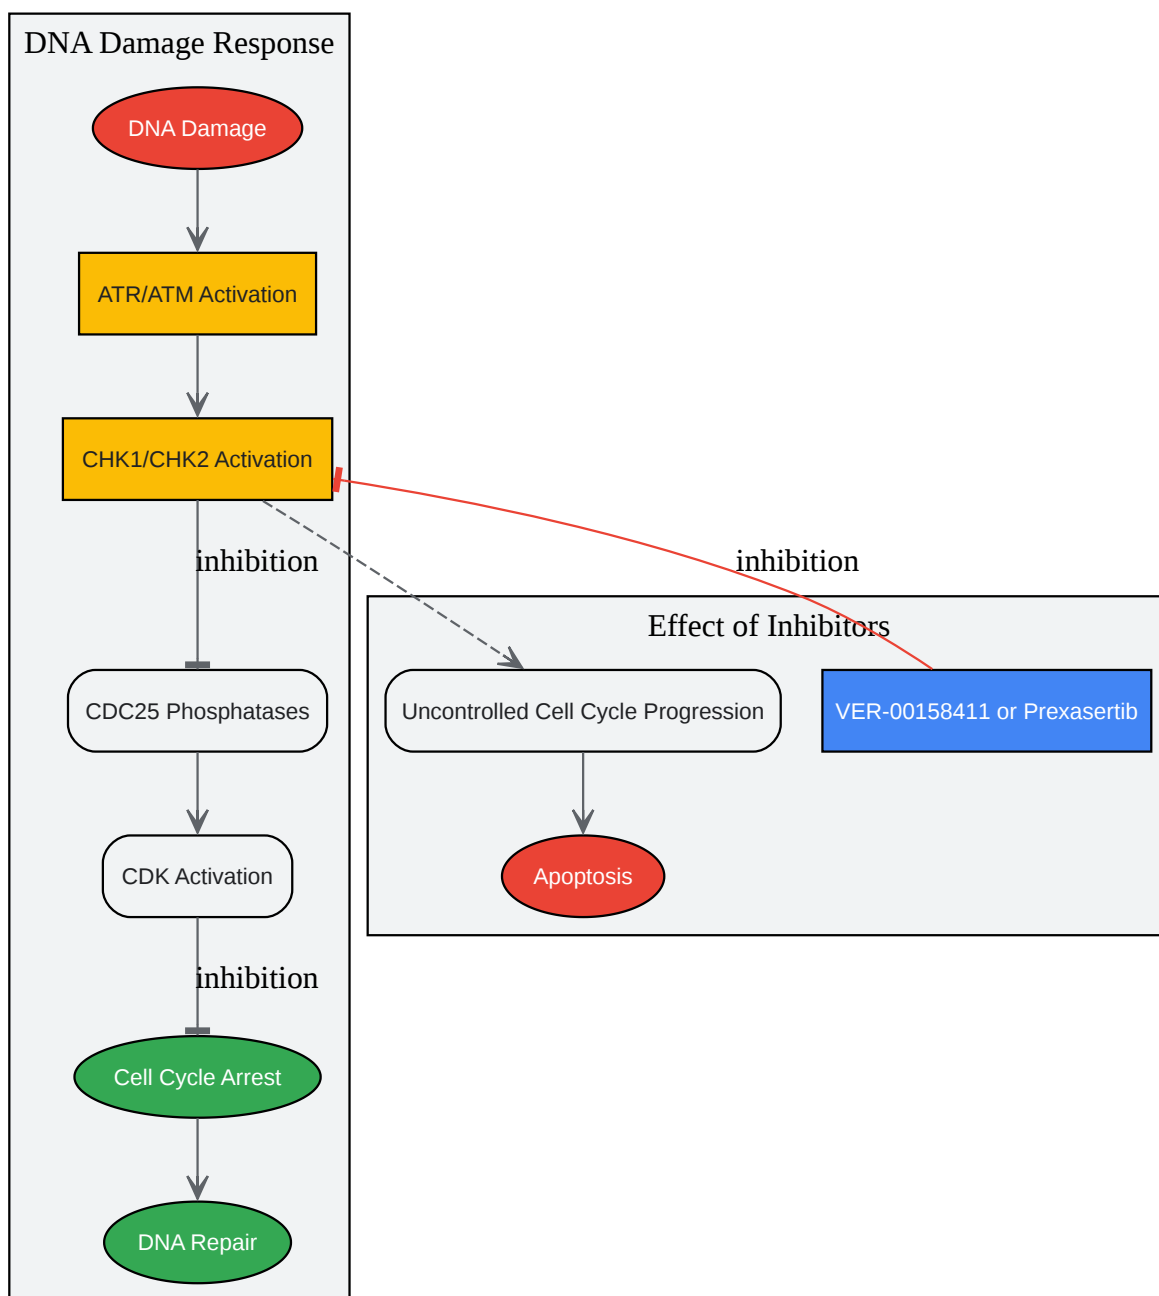 DNA Damage Response
DNA Damage
ATR/ATM Activation
CHK1/CHK2 Activation
inhibition
CDC25 Phosphatases
CDK Activation
inhibition
Cell Cycle Arrest
DNA Repair
inhibition
Effect of Inhibitors
Uncontrolled Cell Cycle Progression
VER-00158411 or Prexasertib
Apoptosis